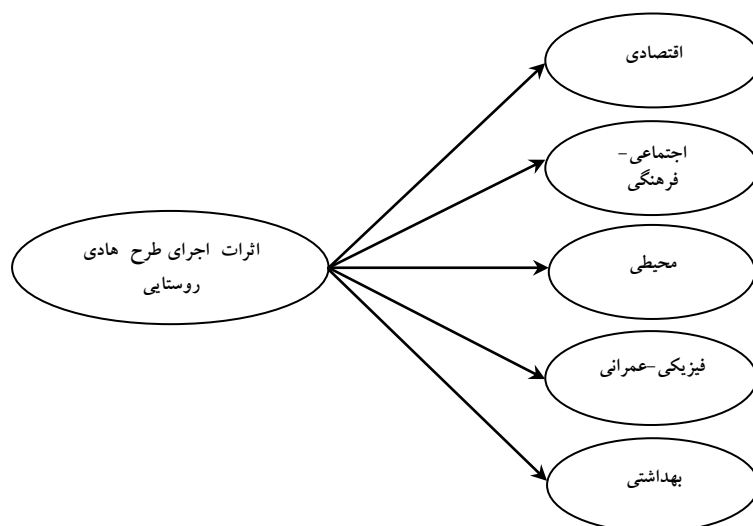 اقتصادی
اجتماعی-
فرهنگی
اثرات اجرای طرح هادی
روستایی
محیطی
فیزیکی-عمرانی
بهداشتی